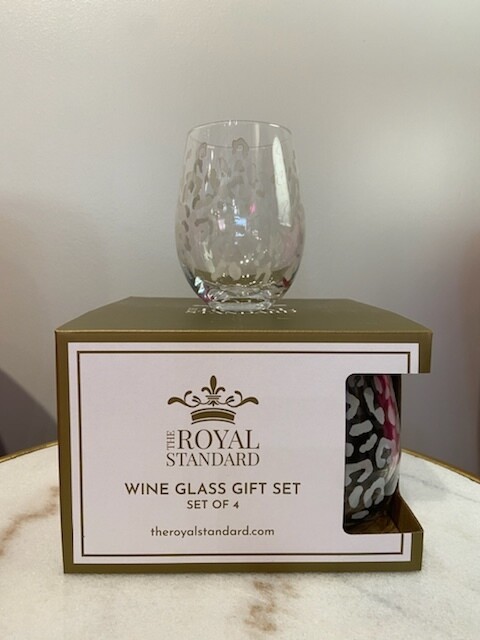 THE
ROYAL
STANDARD
WINE GLASS GIFT SET
SET OF 4
theroyalstandard.com